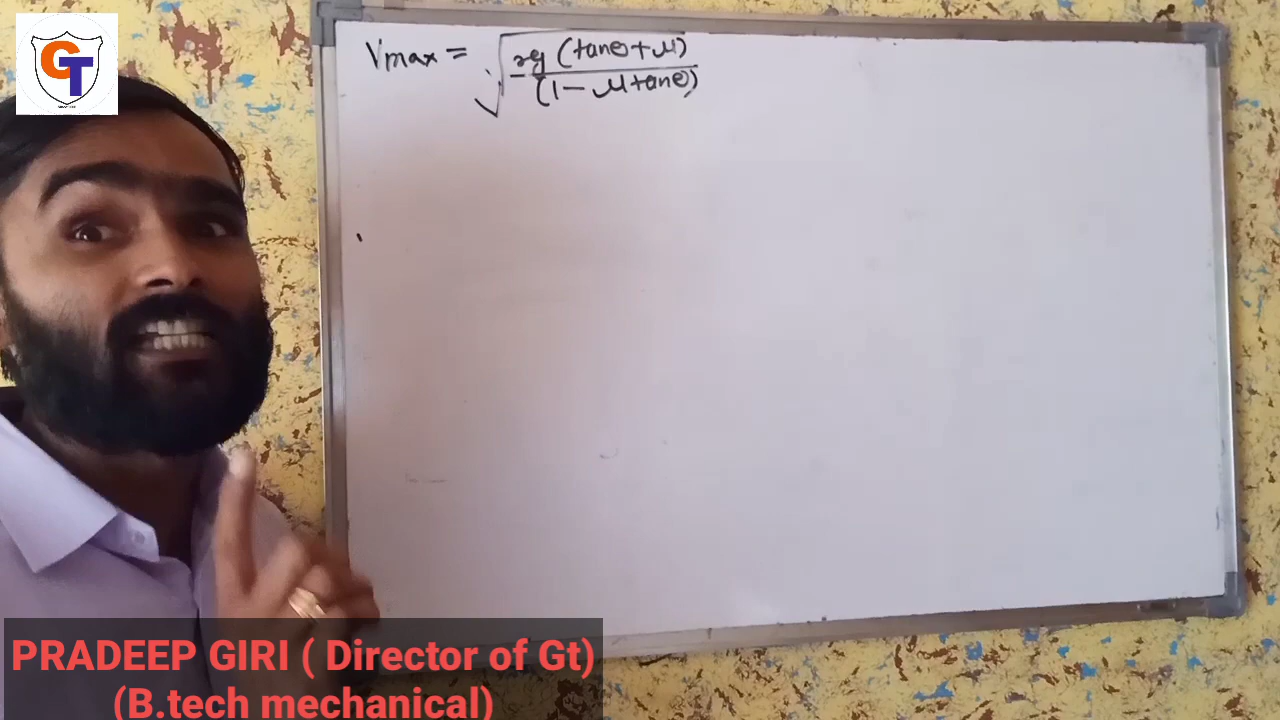 GT
Vmax = √rg (tanθ+μ)
(1-μtanθ)
PRADEEP GIRI ( Director of Gt)
(B.tech mechanical)